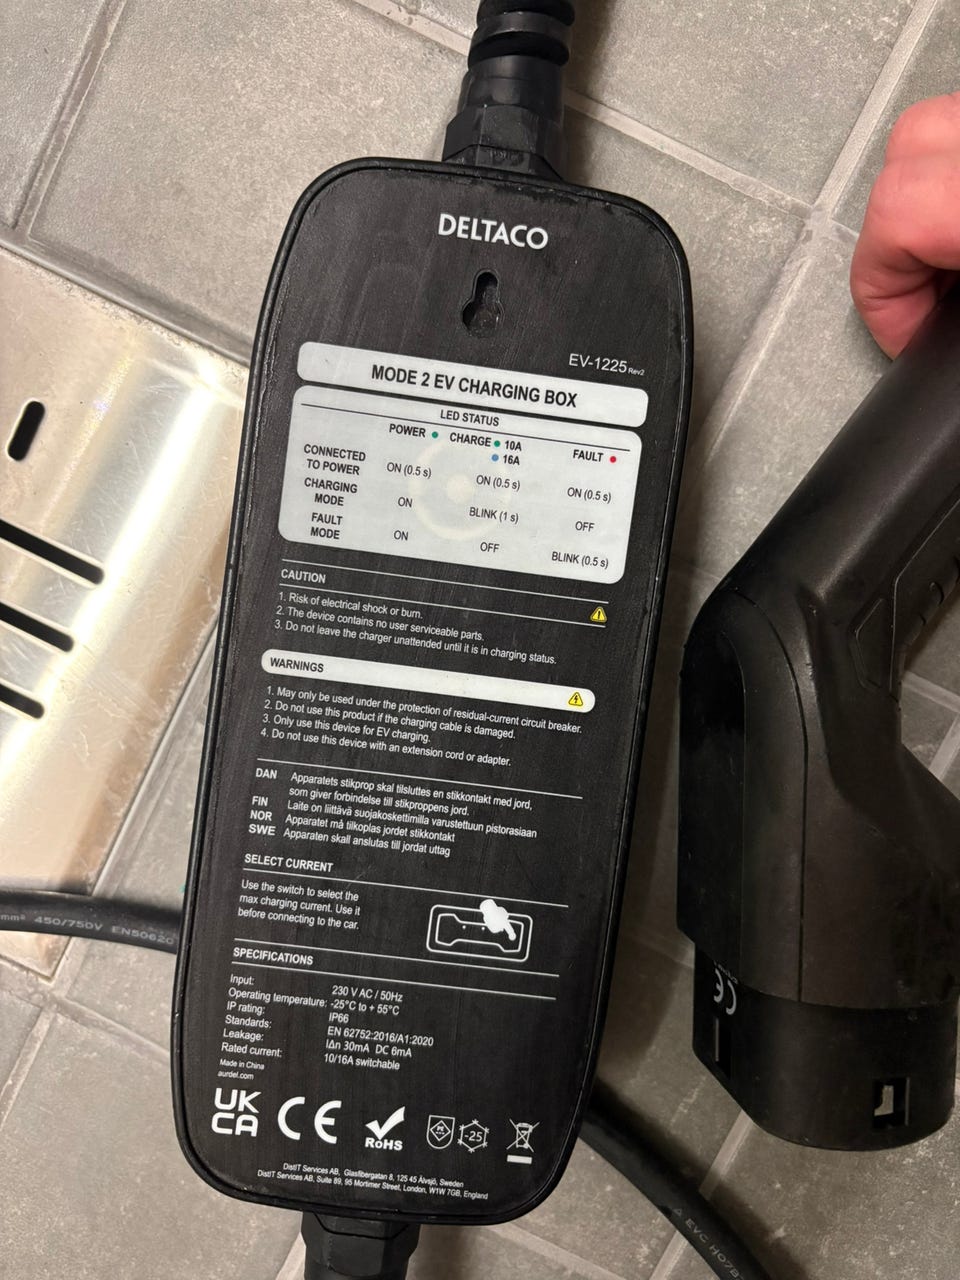 DELTACO
EV-1225 Rev2
MODE 2 EV CHARGING BOX
LED STATUS
POWER CHARGE 10A FAULT
16A
CONNECTED TO POWER ON (0.5 s) ON (0.5 s) ON (0.5 s)
CHARGING MODE ON BLINK (1 s) OFF
FAULT MODE ON OFF BLINK (0.5 s)
CAUTION
1. Risk of electrical shock or burn.
2. The device contains no user serviceable parts.
3. Do not leave the charger unattended until it is in charging status.
WARNINGS
1. May only be used under the protection of residual-current circuit breaker.
2. Do not use this product if the charging cable is damaged.
3. Only use this device for EV charging.
4. Do not use this device with an extension cord or adapter.
DAN Apparatets stikprop skal tilsluttes en stikkontakt med jord,
som giver forbindelse till stikproppens jord.
FIN Laite on liittävä suojakoskettimilla varustettuun pistorasiaan
NOR Apparatet må tilkoplas jordet stikkontakt
SWE Apparaten skall anslutas till jordat uttag
SELECT CURRENT
Use the switch to select the
max charging current. Use it
before connecting to the car.
SPECIFICATIONS
Input: 230 V AC / 50Hz
Operating temperature: -25°C to + 55°C
IP rating: IP66
Standards: EN 62752:2016/A1:2020
Leakage: IΔn 30mA DC 6mA
Rated current: 10/16A switchable
Made in China
aurdel.com
UK
CA CE RoHS -25
DistIT Services AB, Glasfibergatan 8, 125 45 Älvsjö, Sweden
DistIT Services AB, Suite 89, 95 Mortimer Street, London, W1W 7GB, England
mm² 450/750V EN50620
CE
EVC H07B